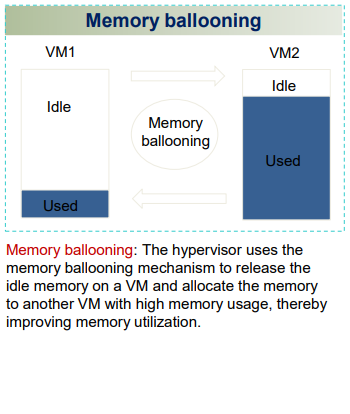 Memory ballooning
VM1
VM2
Idle
Idle
Memory
ballooning
Used
Used
Memory ballooning: The hypervisor uses the
memory ballooning mechanism to release the
idle memory on a VM and allocate the memory
to another VM with high memory usage, thereby
improving memory utilization.